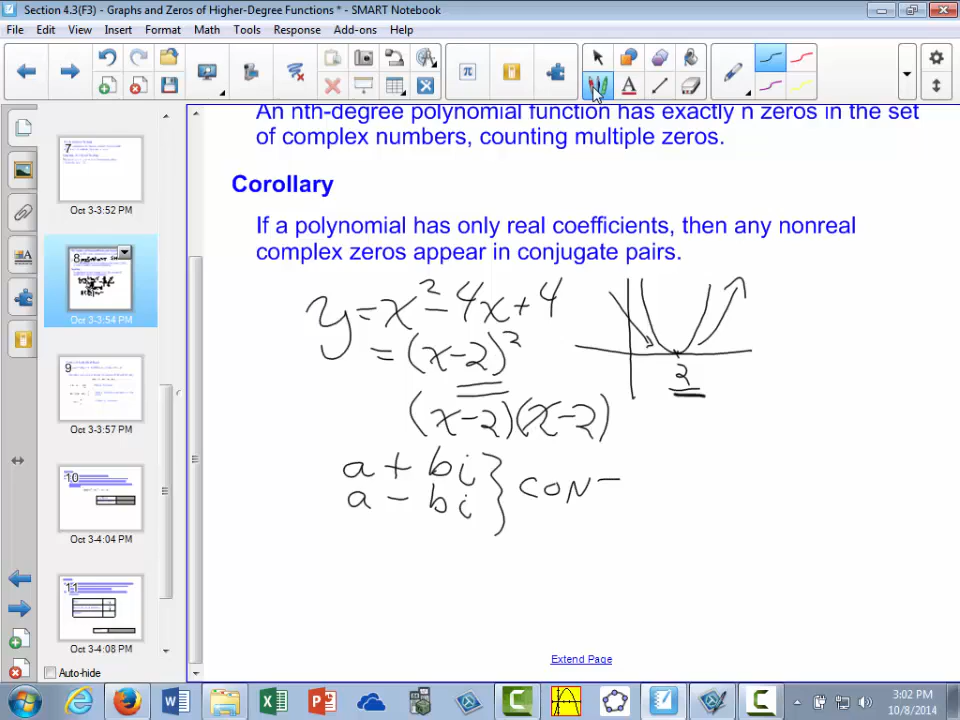 Section 4.3(F3) - Graphs and Zeros of Higher-Degree Functions * - SMART Notebook
File Edit View Insert Format Math Tools Response Add-ons Help
An nth-degree polynomial function has exactly n zeros in the set
of complex numbers, counting multiple zeros.
Corollary
If a polynomial has only real coefficients, then any nonreal
complex zeros appear in conjugate pairs.
y = x² - 4x + 4
= (x-2)²
2
(x-2)(x-2)
a + bi
a - bi
CON
7
Oct 3-3:52 PM
8
Oct 3-3:54 PM
9
Oct 3-3:57 PM
10
Oct 3-4:04 PM
11
Oct 3-4:08 PM
Auto-hide
Extend Page
3:02 PM
10/8/2014